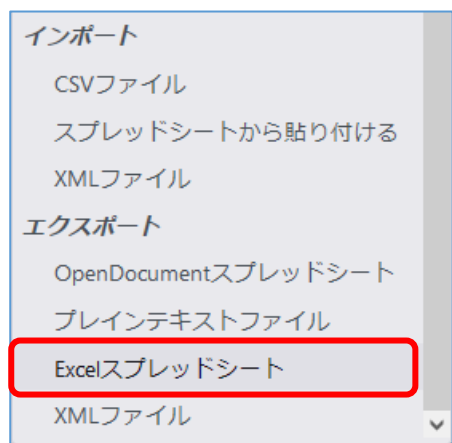 インポート
CSVファイル
スプレッドシートから貼り付ける
XMLファイル
エクスポート
OpenDocumentスプレッドシート
プレインテキストファイル
Excelスプレッドシート
XMLファイル